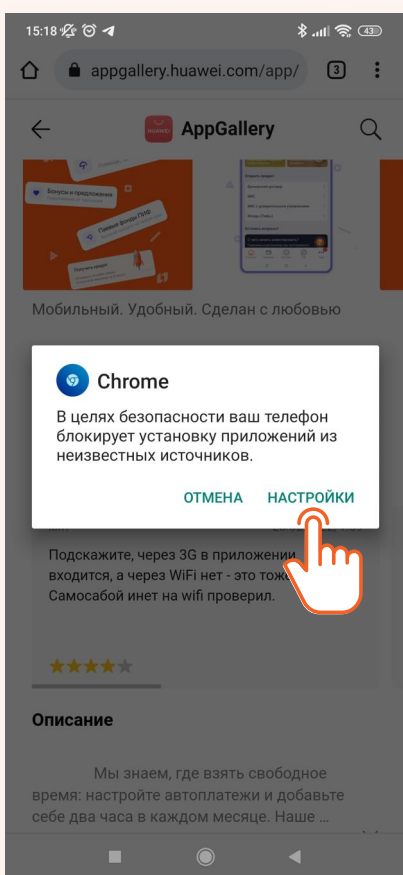 15:18
43
appgallery.huawei.com/app/
3
HUAWEI
AppGallery
Бонусы и предложения
Мобильный. Удобный. Сделан с любовью
Chrome
В целях безопасности ваш телефон
блокирует установку приложений из
неизвестных источников.
ОТМЕНА НАСТРОЙКИ
Подскажите, через 3G в приложении
входится, а через WiFi нет - это тоже
Самосабой инет на wifi проверил.
Описание
Мы знаем, где взять свободное
время: настройте автоплатежи и добавьте
себе два часа в каждом месяце. Наше ...